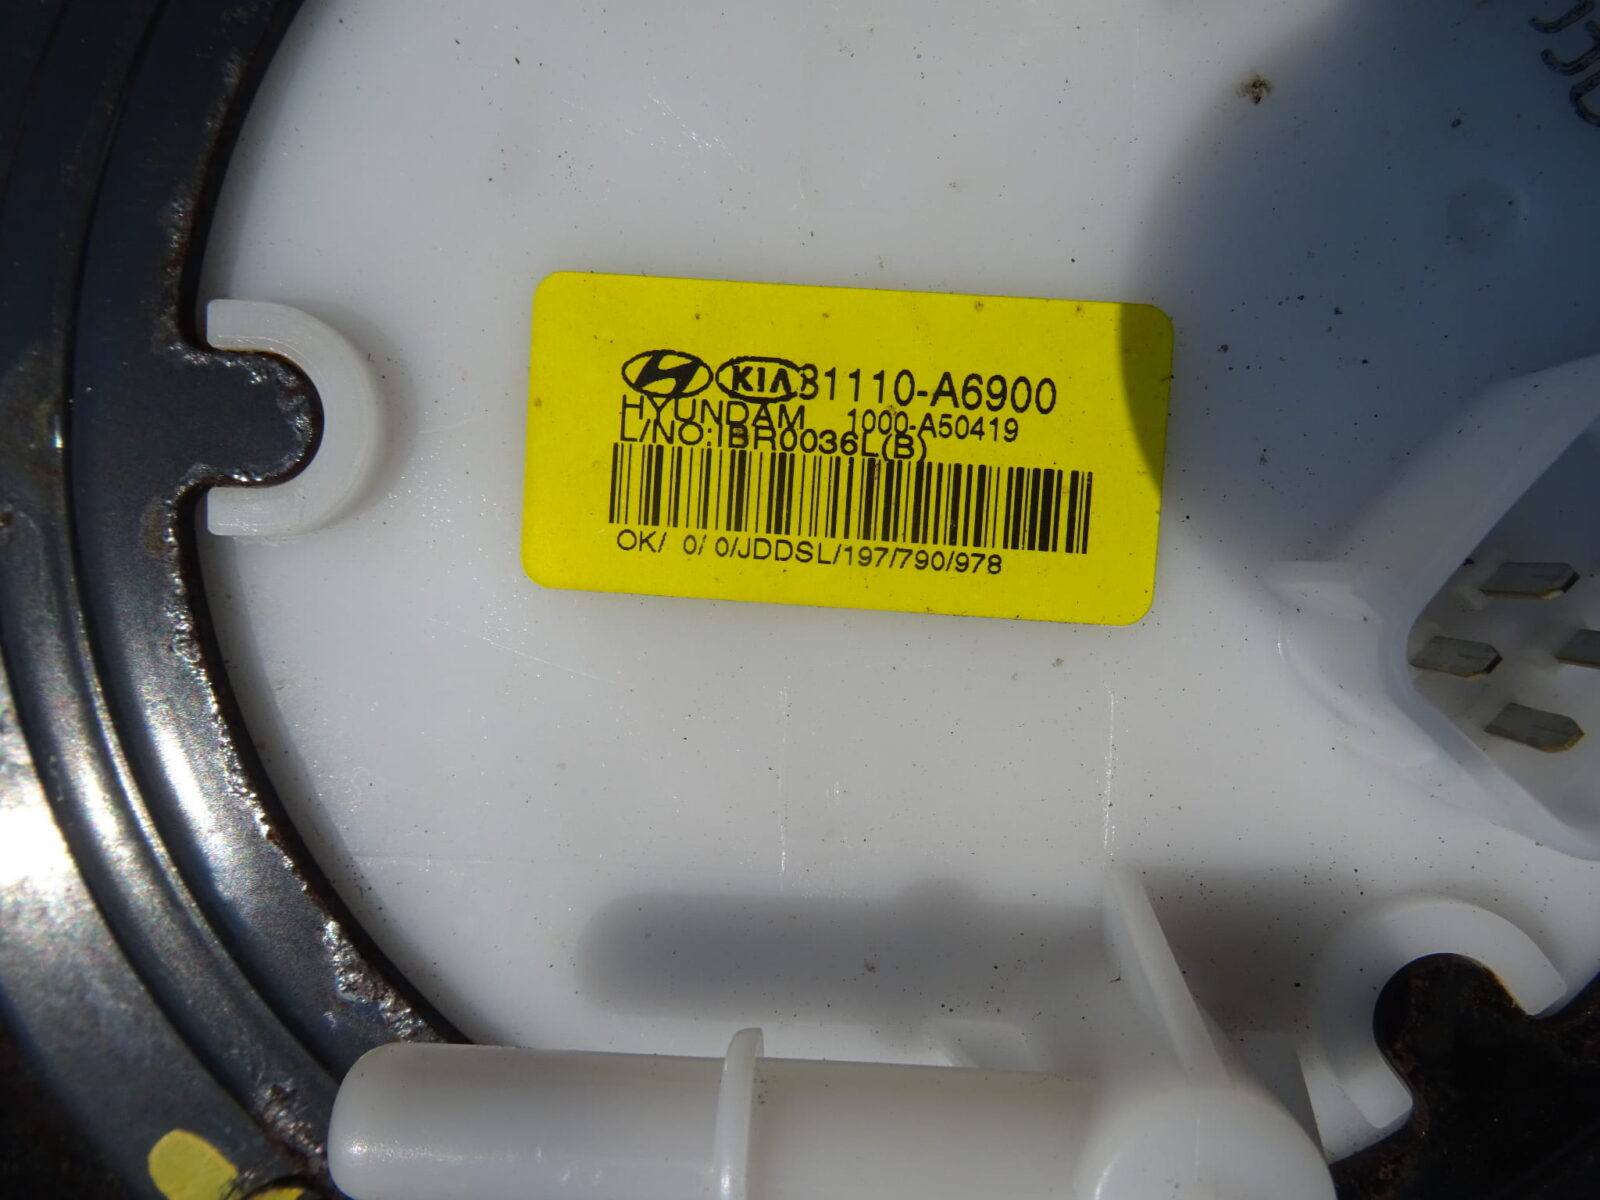 KIA 31110-A6900
HYUNDAM 1000-A50419
L/NO:IBR0036L(B)
OK/ 0/ 0/JDDSL/197/790/978